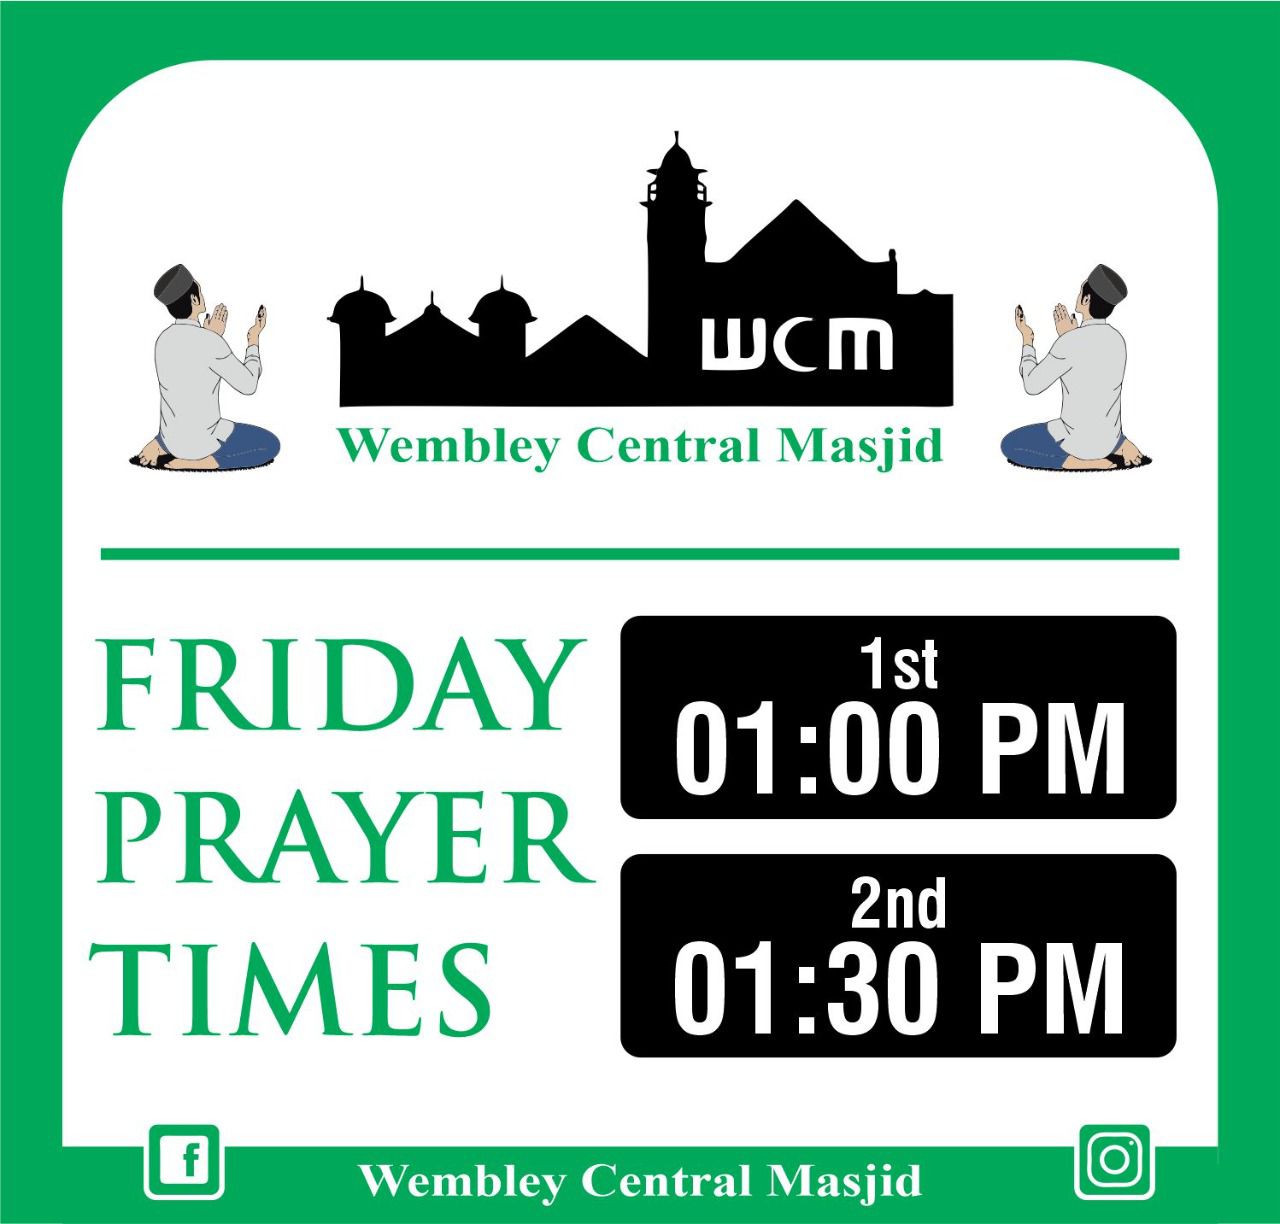 WCM
Wembley Central Masjid
FRIDAY
PRAYER
TIMES
1st
01:00 PM
2nd
01:30 PM
f
Wembley Central Masjid